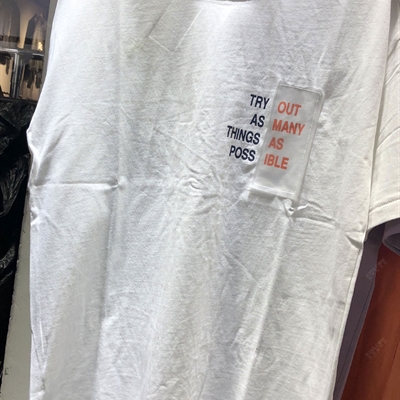 TRY OUT
AS MANY
THINGS AS
POSS IBLE